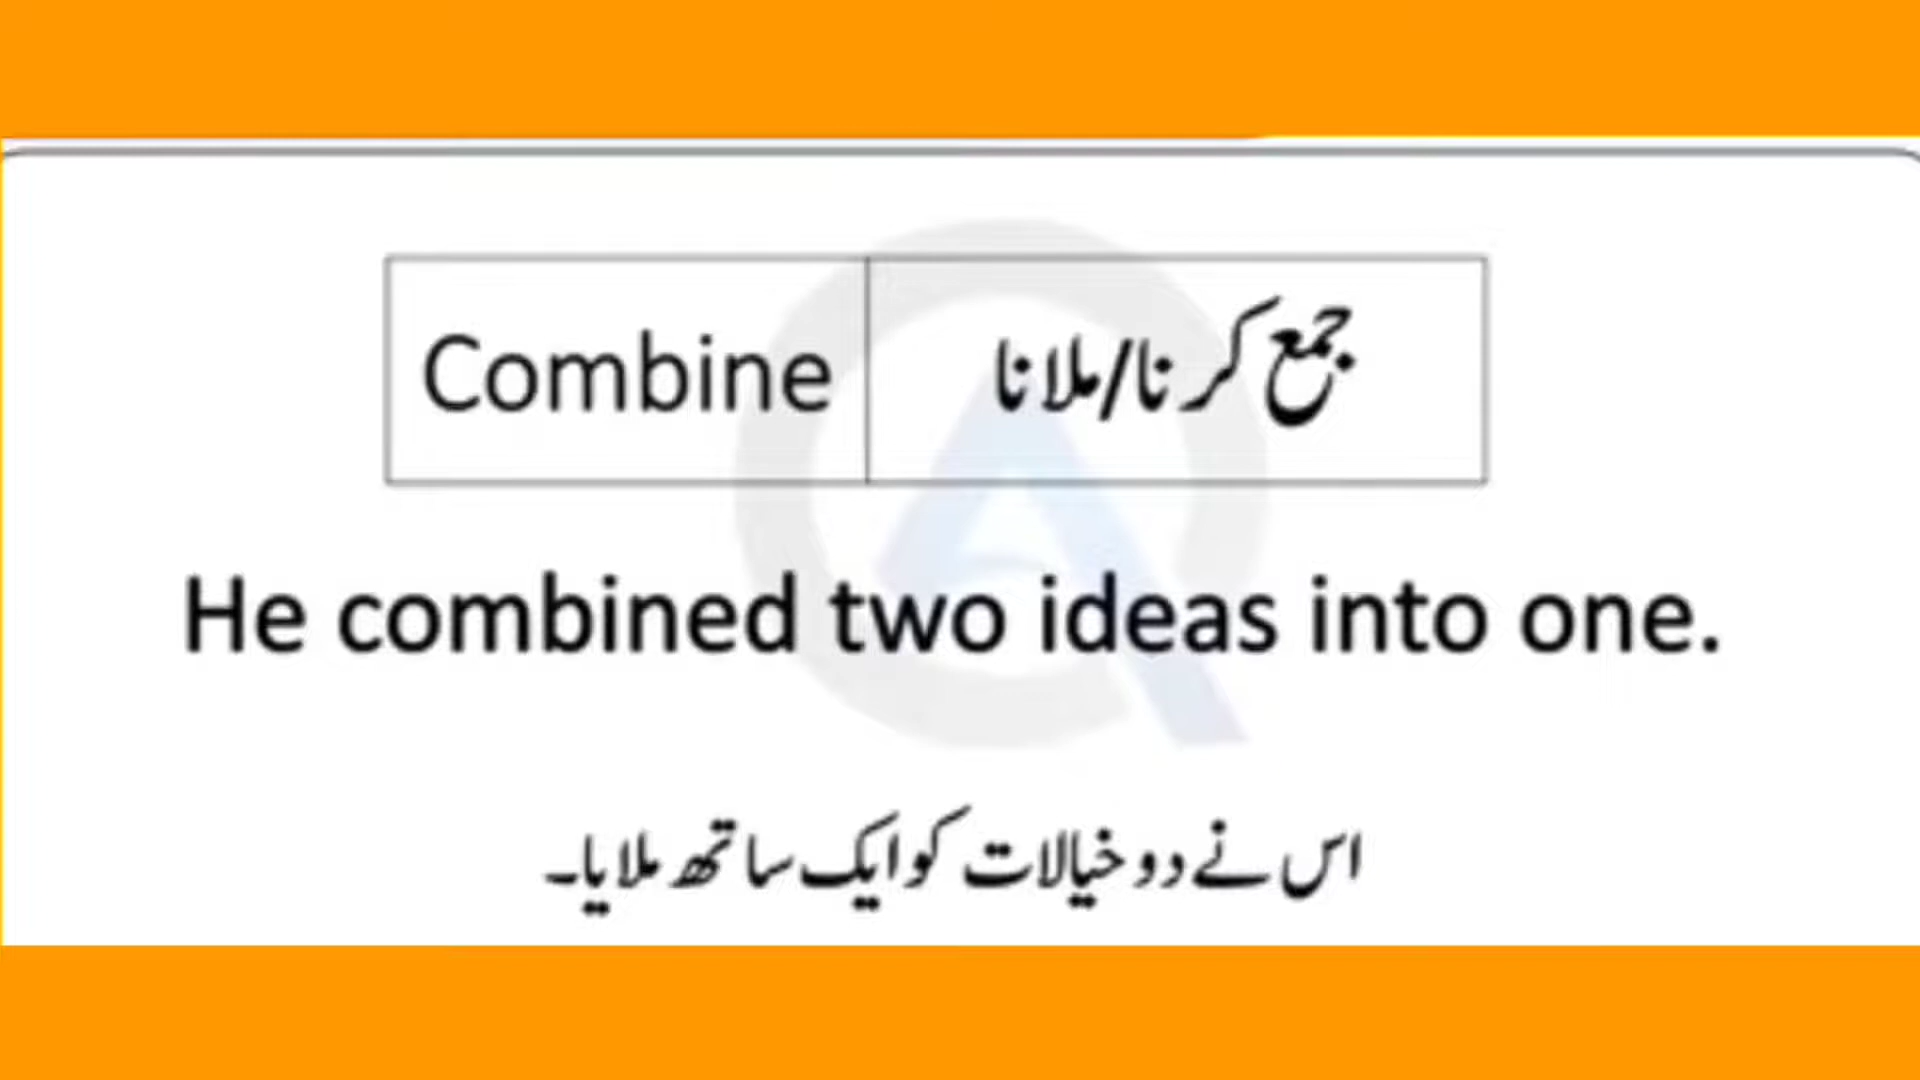 Combine جمع کرنا/ملانا
He combined two ideas into one.
اس نے دو خیالات کو ایک ساتھ ملایا۔